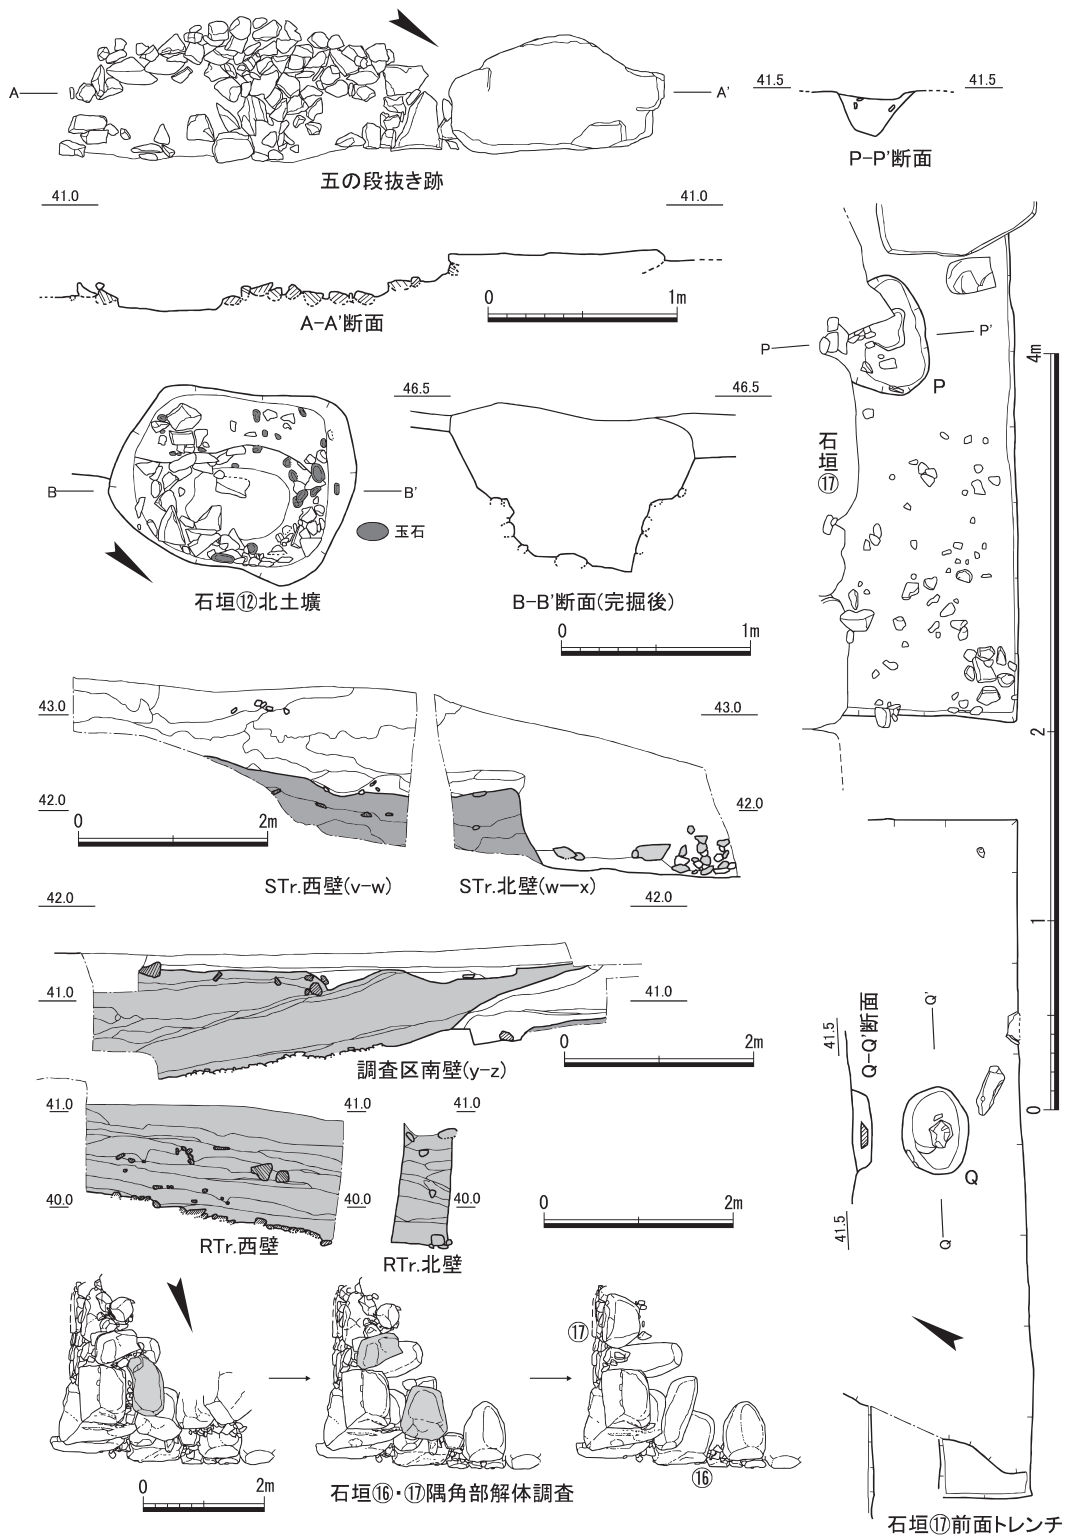 A
A'
五の段抜き跡
41.5
41.5
P-P'断面
41.0
41.0
0
1m
A-A'断面
P
P'
P
石垣⑰
4m
2
1
0
46.5
46.5
B
B'
玉石
石垣⑫北土壙
B-B'断面(完掘後)
0
1m
43.0
43.0
42.0
42.0
0
2m
STr.西壁(v-w)
STr.北壁(w-x)
42.0
42.0
41.0
41.0
0
2m
調査区南壁(y-z)
41.5
Q-Q'断面
Q'
Q
Q
41.5
41.0
41.0
41.0
40.0
40.0
40.0
0
2m
RTr.西壁
RTr.北壁
⑰
⑯
0
2m
石垣⑯・⑰隅角部解体調査
石垣⑰前面トレンチ